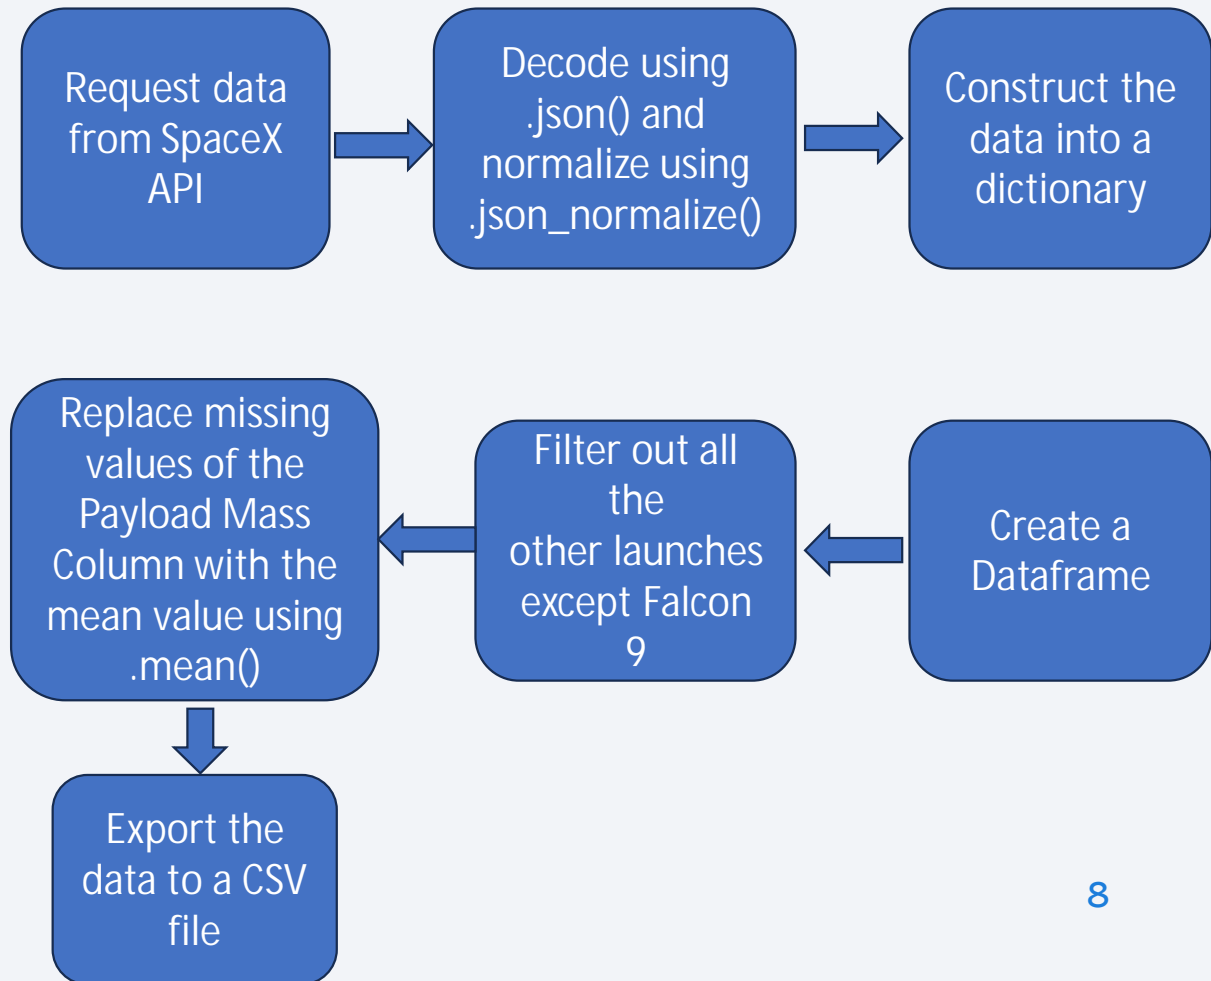 Request data
from SpaceX
API
Decode using
.json() and
normalize using
.json_normalize()
Construct the
data into a
dictionary
Create a
Dataframe
Filter out all
the
other launches
except Falcon
9
Replace missing
values of the
Payload Mass
Column with the
mean value using
.mean()
Export the
data to a CSV
file
8